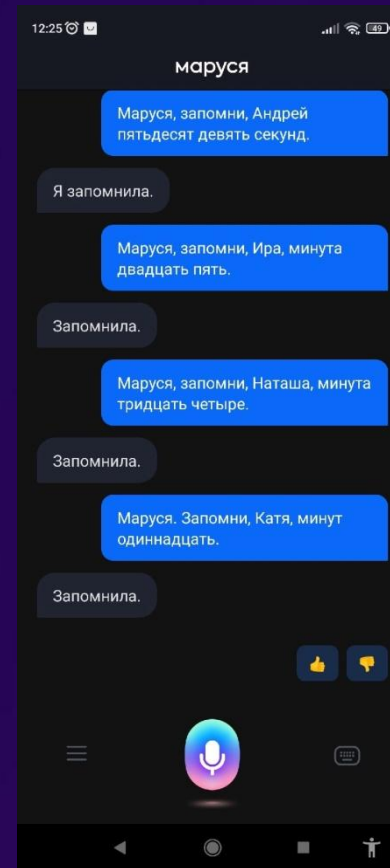 12:25
49
маруся
Маруся, запомни, Андрей
пятьдесят девять секунд.
Я запомнила.
Маруся, запомни, Ира, минута
двадцать пять.
Запомнила.
Маруся, запомни, Наташа, минута
тридцать четыре.
Запомнила.
Маруся. Запомни, Катя, минут
одиннадцать.
Запомнила.